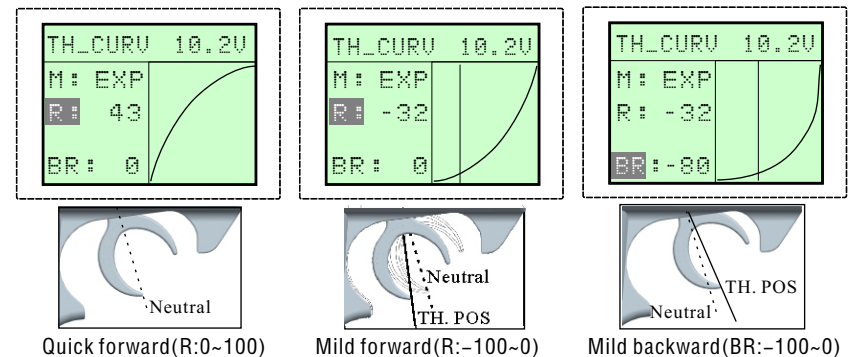 TH_CURV 10.2V
M: EXP
R: 43
BR: 0
Neutral
Quick forward(R:0~100)
TH_CURV 10.2V
M: EXP
R: -32
BR: 0
Neutral
TH. POS
Mild forward(R:−100~0)
TH_CURV 10.2V
M: EXP
R: -32
BR:-80
TH. POS
Neutral
Mild backward(BR:−100~0)